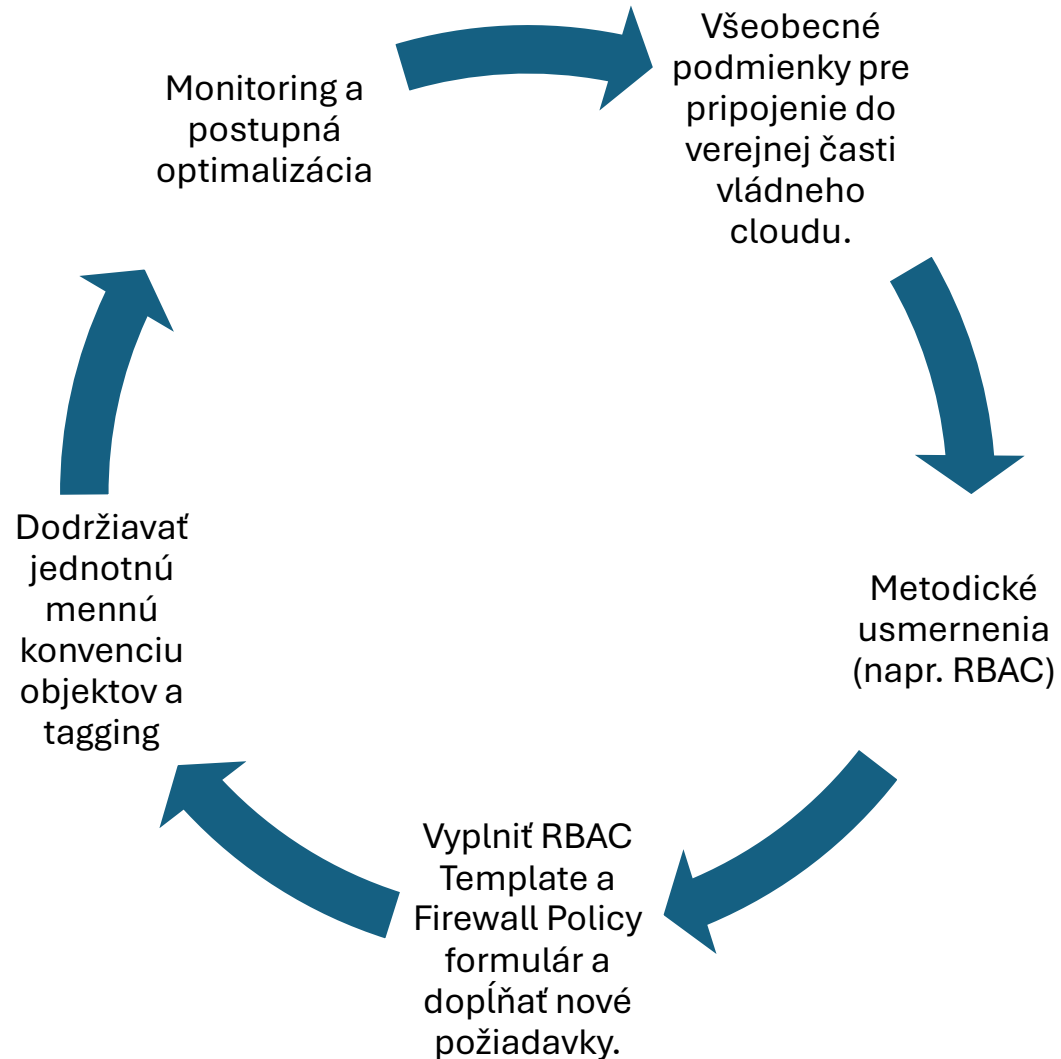 Monitoring a
postupná
optimalizácia
Všeobecné
podmienky pre
pripojenie do
verejnej časti
vládneho
cloudu.
Metodické
usmernenia
(napr. RBAC)
Vyplniť RBAC
Template a
Firewall Policy
formulár a
dopĺňať nové
požiadavky.
Dodržiavať
jednotnú
mennú
konvenciu
objektov a
tagging